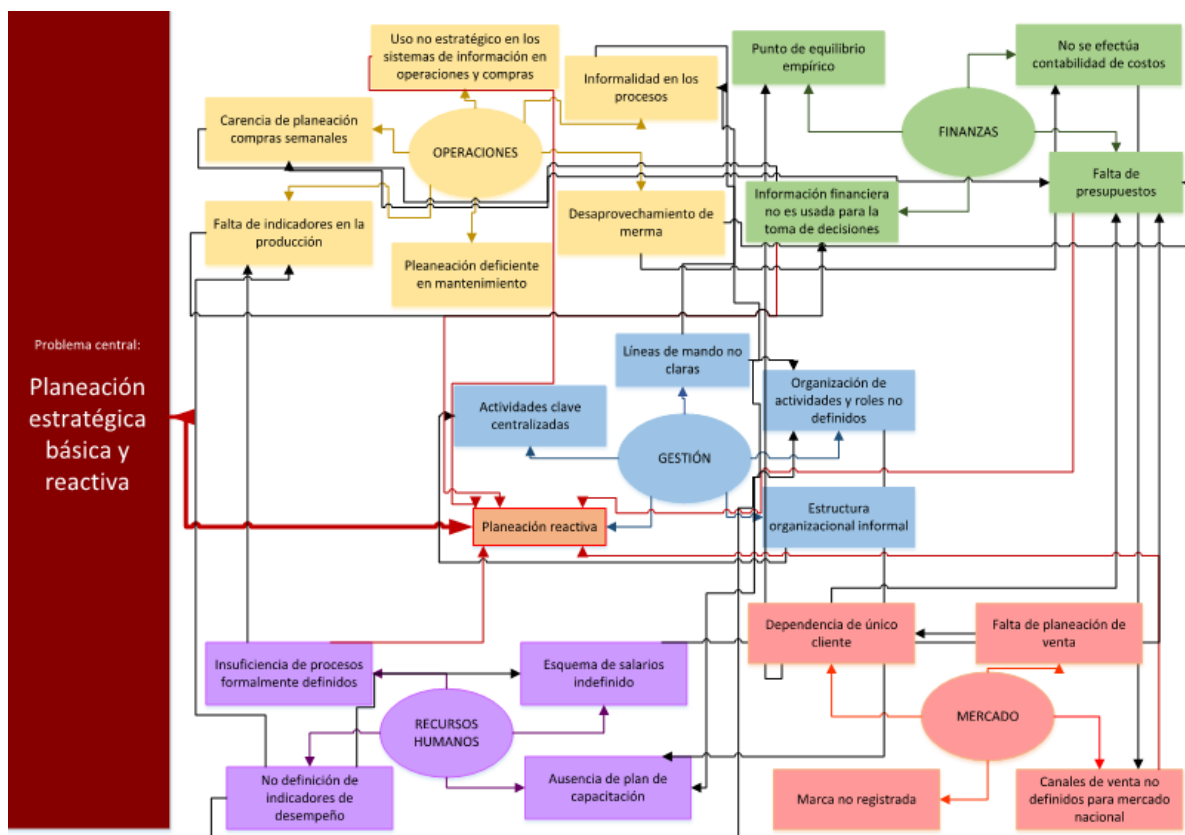 Problema central:
Planeación
estratégica
básica y
reactiva
Uso no estratégico en los
sistemas de información en
operaciones y compras
Informalidad en los
procesos
Carencia de planeación
compras semanales
OPERACIONES
Falta de indicadores en la
producción
Pleaneación deficiente
en mantenimiento
Desaprovechamiento de
merma
Punto de equilibrio
empírico
No se efectúa
contabilidad de costos
FINANZAS
Falta de
presupuestos
Información financiera
no es usada para la
toma de decisiones
Líneas de mando no
claras
Actividades clave
centralizadas
Organización de
actividades y roles no
definidos
GESTIÓN
Planeación reactiva
Estructura
organizacional informal
Insuficiencia de procesos
formalmente definidos
Esquema de salarios
indefinido
RECURSOS
HUMANOS
No definición de
indicadores de
desempeño
Ausencia de plan de
capacitación
Dependencia de único
cliente
Falta de planeación de
venta
MERCADO
Marca no registrada
Canales de venta no
definidos para mercado
nacional